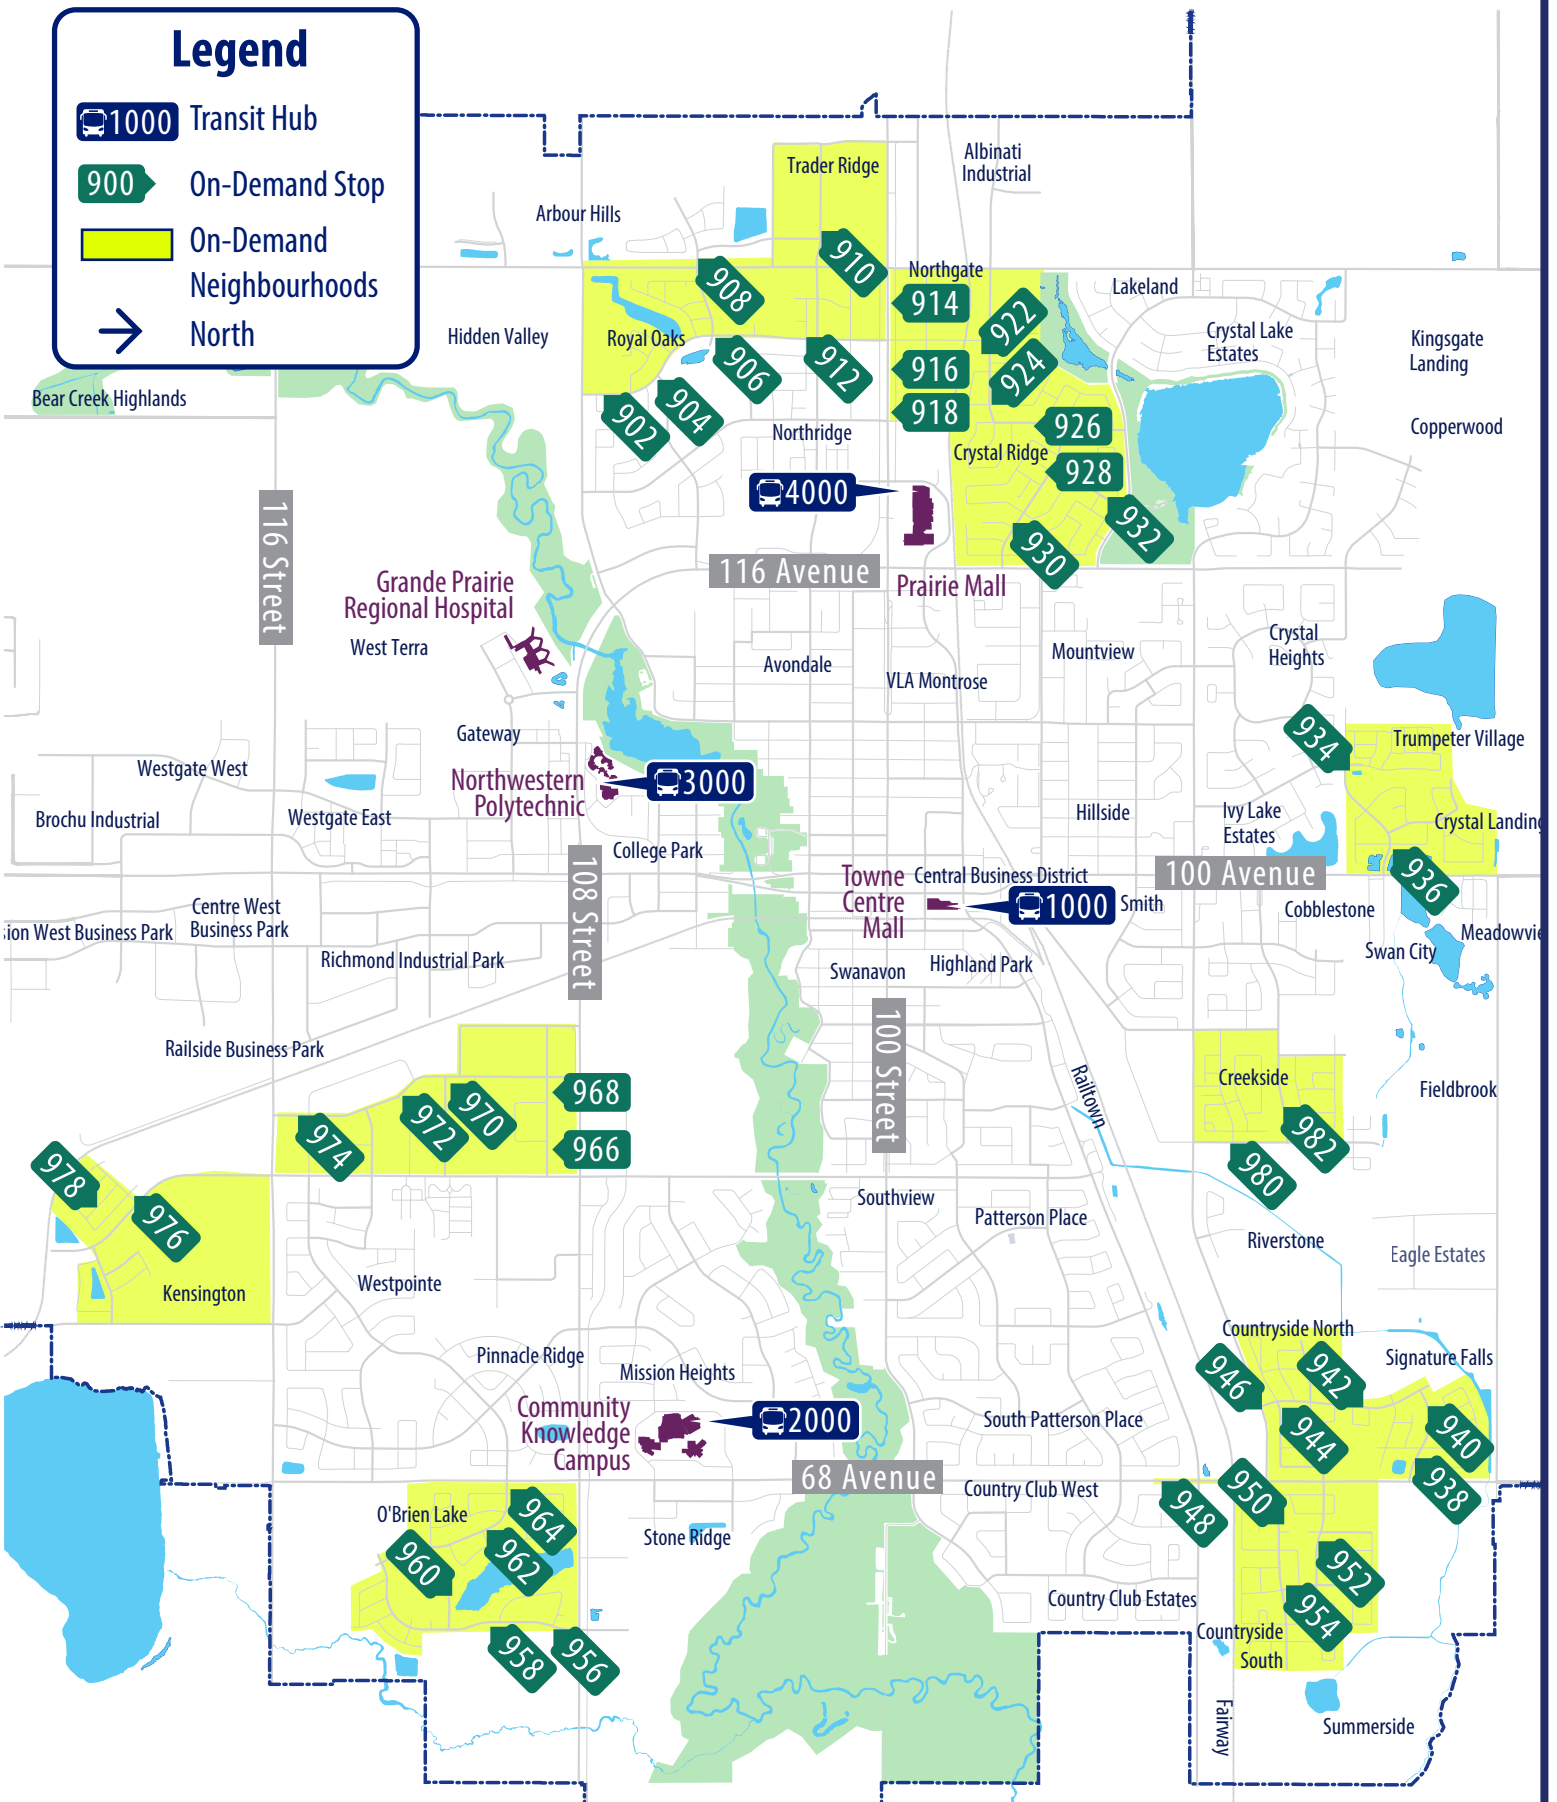 Legend
1000 Transit Hub
900 On-Demand Stop
On-Demand
Neighbourhoods
North
Trader Ridge
Albinati
Industrial
Arbour Hills
910
Northgate
908
914
Lakeland
922
Hidden Valley
Royal Oaks
Crystal Lake
Estates
Kingsgate
Landing
906
912
916
924
Bear Creek Highlands
904
902
918
926
Copperwood
Northridge
Crystal Ridge
928
4000
932
116 Street
930
116 Avenue
Prairie Mall
Grande Prairie
Regional Hospital
West Terra
Avondale
VLA Montrose
Mountview
Crystal
Heights
Gateway
934
Trumpeter Village
Westgate West
Northwestern
Polytechnic
3000
Brochu Industrial
Westgate East
Hillside
Ivy Lake
Estates
Crystal Landing
College Park
108 Street
Towne
Centre
Mall
Central Business District
100 Avenue
936
1000
Smith
Cobblestone
Centre West
Business Park
sion West Business Park
Meadowvie
Swan City
Richmond Industrial Park
Swanavon
Highland Park
100 Street
Railside Business Park
Railtown
Creekside
Fieldbrook
968
970
972
974
966
982
980
978
976
Southview
Patterson Place
Riverstone
Eagle Estates
Kensington
Westpointe
Countryside North
Pinnacle Ridge
Mission Heights
Signature Falls
946
942
Community
Knowledge
Campus
2000
South Patterson Place
944
940
68 Avenue
Country Club West
950
938
948
O'Brien Lake
964
Stone Ridge
962
960
952
Country Club Estates
954
Countryside
South
958
956
Fairway
Summerside